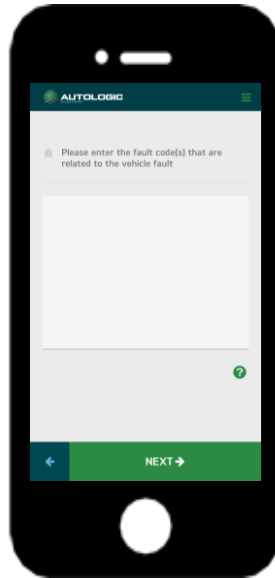 AUTOLOGIC
Please enter the fault code(s) that are
related to the vehicle fault
?
NEXT